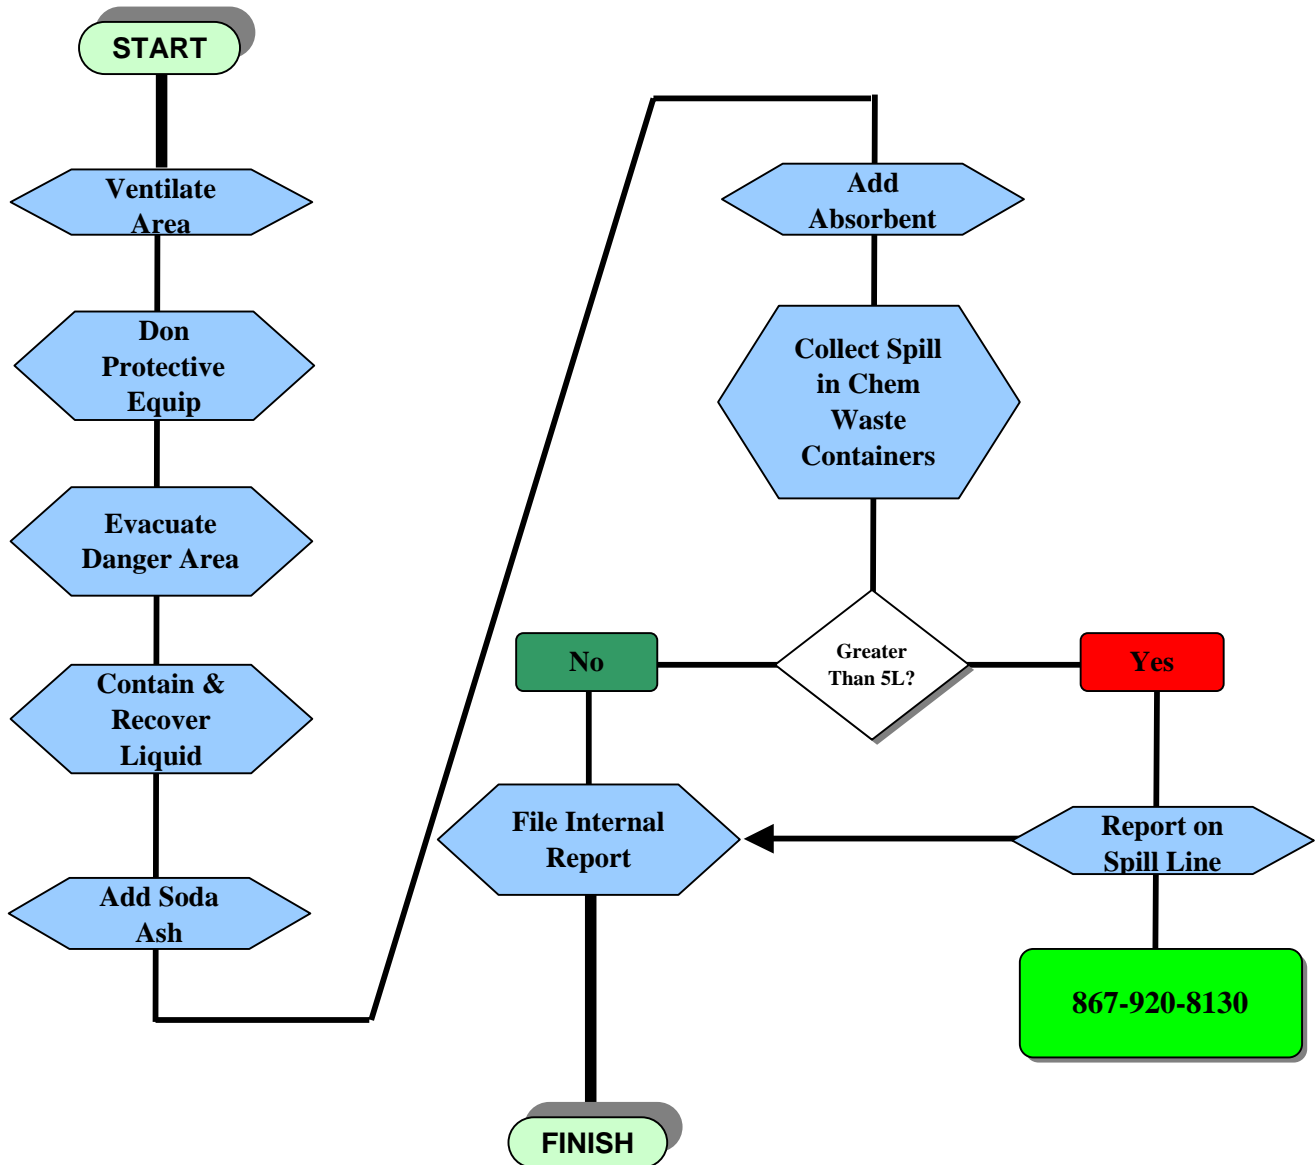 START
Ventilate
Area
Don
Protective
Equip
Evacuate
Danger Area
Contain &
Recover
Liquid
Add Soda
Ash
Add
Absorbent
Collect Spill
in Chem
Waste
Containers
Greater
Than 5L?
No
Yes
File Internal
Report
Report on
Spill Line
867-920-8130
FINISH